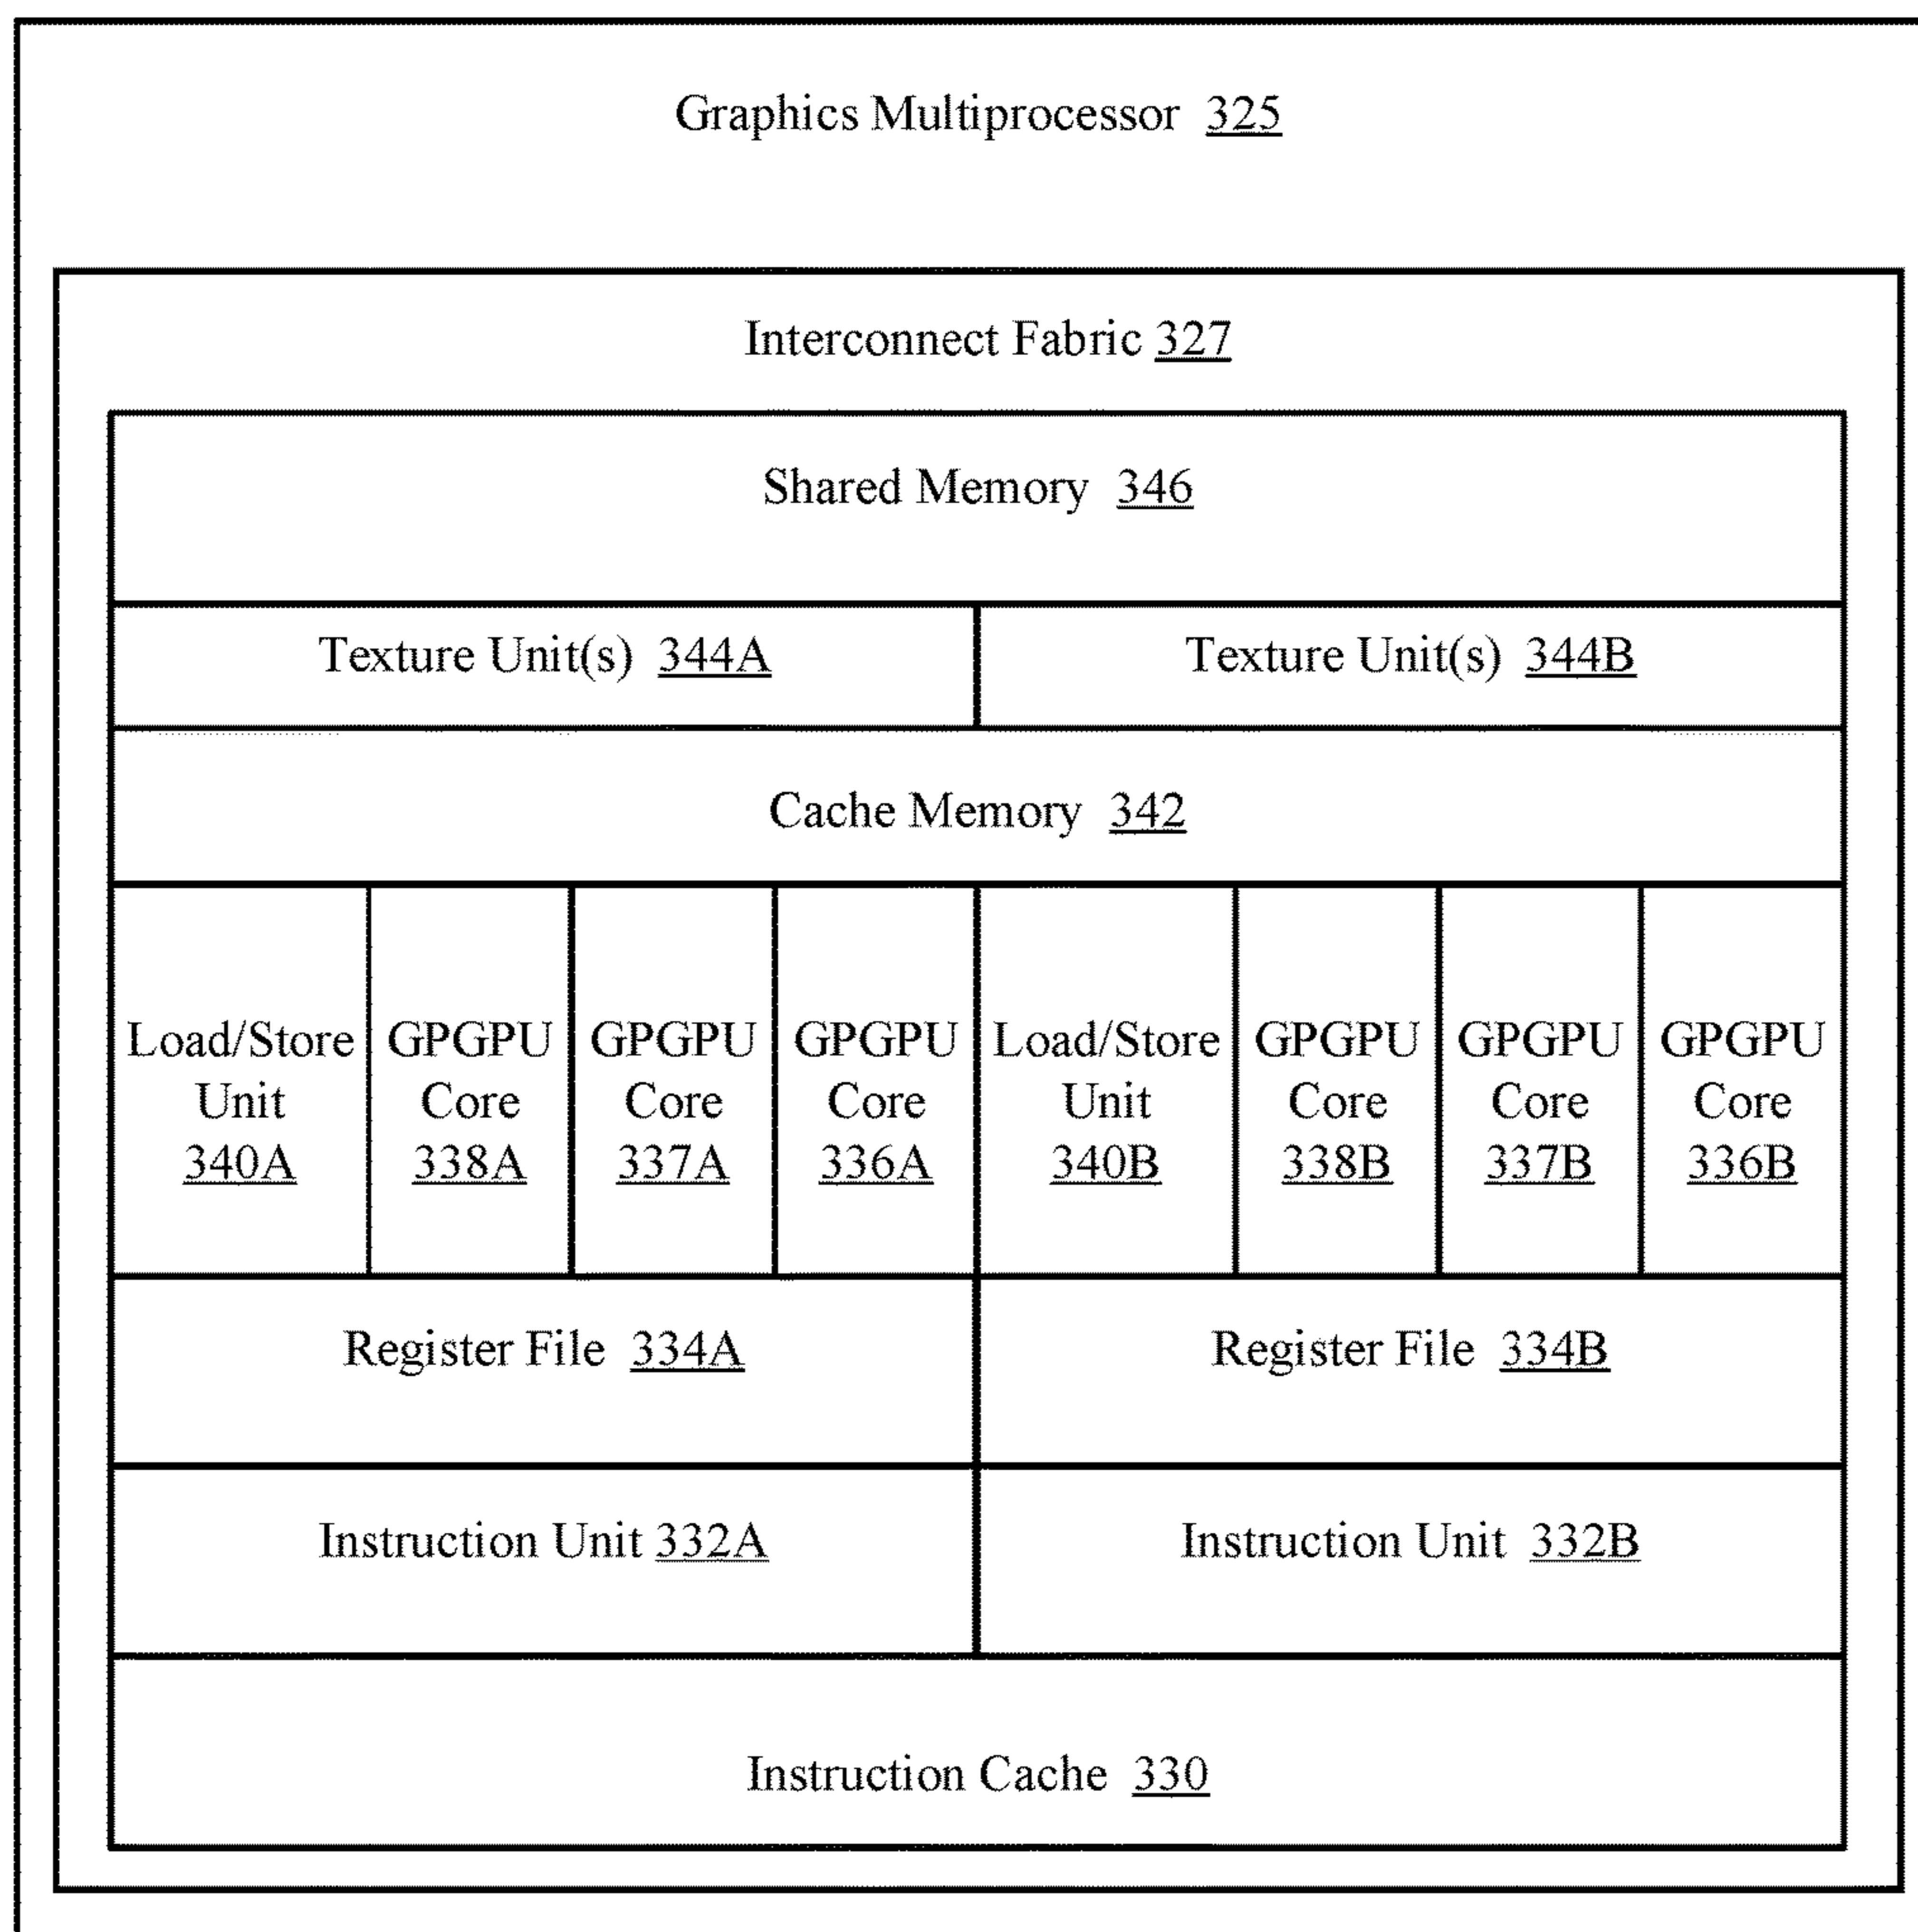 Graphics Multiprocessor 325
Interconnect Fabric 327
Shared Memory 346
Texture Unit(s) 344A
Texture Unit(s) 344B
Cache Memory 342
Load/Store
Unit
340A
GPGPU
Core
338A
GPGPU
Core
337A
GPGPU
Core
336A
Load/Store
Unit
340B
GPGPU
Core
338B
GPGPU
Core
337B
GPGPU
Core
336B
Register File 334A
Register File 334B
Instruction Unit 332A
Instruction Unit 332B
Instruction Cache 330